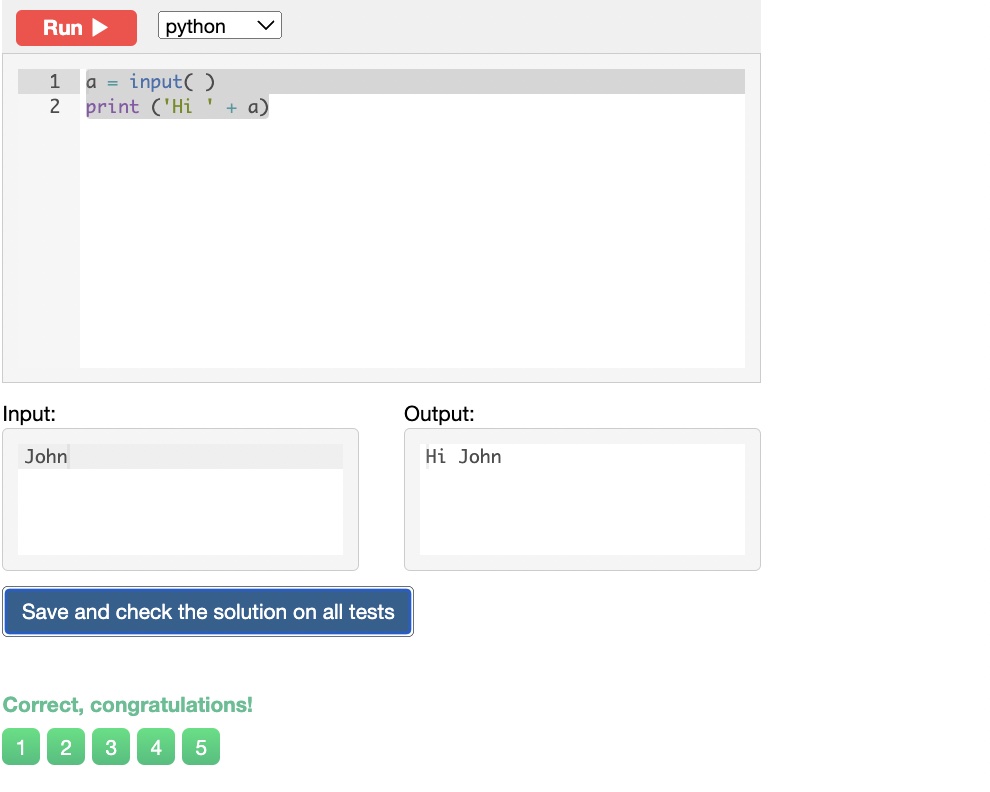 Run python
1 a = input( )
2 print ('Hi ' + a)
Input: Output:
John Hi John
Save and check the solution on all tests
Correct, congratulations!
1 2 3 4 5